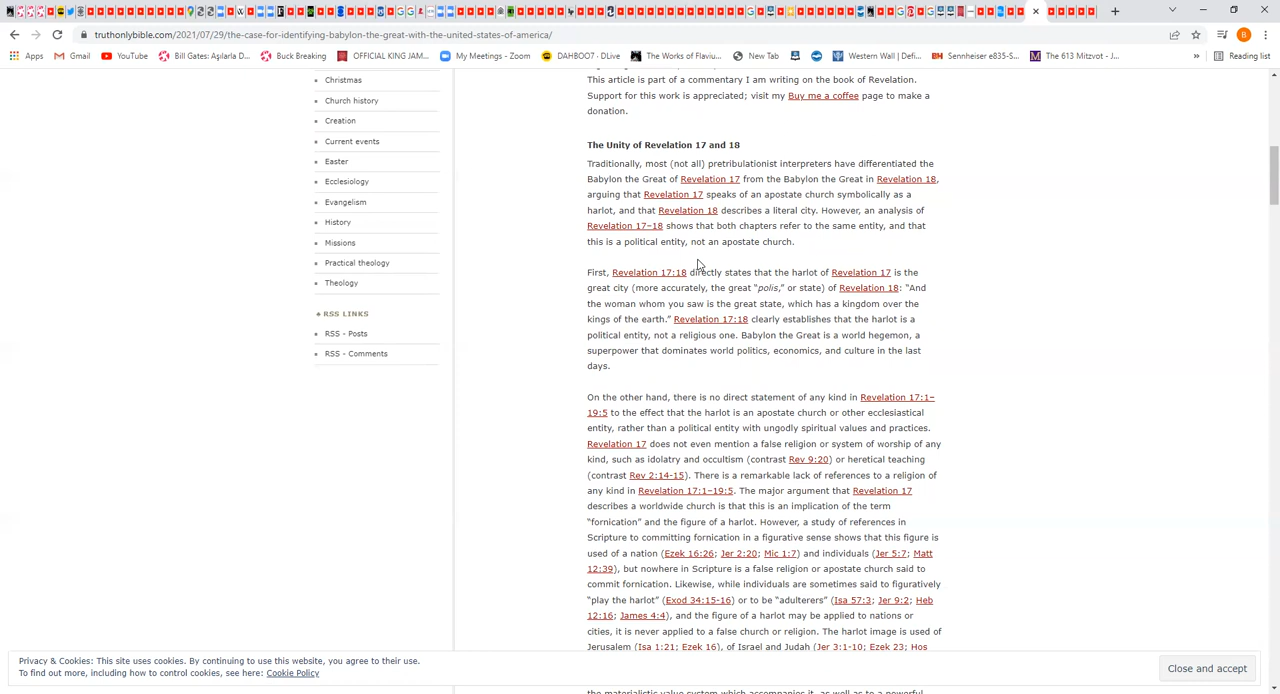 truthonlybible.com/2021/07/29/the-case-for-identifying-babylon-the-great-with-the-united-states-of-america/
B
Apps
Gmail
YouTube
Bill Gates: Aşılarla D...
Buck Breaking
OFFICIAL KING JAM...
My Meetings - Zoom
DAHBOO7 - DLive
The Works of Flaviu...
New Tab
Western Wall | Defi...
Sennheiser e835-S...
The 613 Mitzvot - J...
»
Reading list
Christmas
Church history
Creation
Current events
Easter
Ecclesiology
Evangelism
History
Missions
Practical theology
Theology
RSS LINKS
RSS - Posts
RSS - Comments
This article is part of a commentary I am writing on the book of Revelation.
Support for this work is appreciated; visit my Buy me a coffee page to make a
donation.
The Unity of Revelation 17 and 18
Traditionally, most (not all) pretribulationist interpreters have differentiated the
Babylon the Great of Revelation 17 from the Babylon the Great in Revelation 18,
arguing that Revelation 17 speaks of an apostate church symbolically as a
harlot, and that Revelation 18 describes a literal city. However, an analysis of
Revelation 17–18 shows that both chapters refer to the same entity, and that
this is a political entity, not an apostate church.
First, Revelation 17:18 directly states that the harlot of Revelation 17 is the
great city (more accurately, the great “polis,” or state) of Revelation 18: “And
the woman whom you saw is the great state, which has a kingdom over the
kings of the earth.” Revelation 17:18 clearly establishes that the harlot is a
political entity, not a religious one. Babylon the Great is a world hegemon, a
superpower that dominates world politics, economics, and culture in the last
days.
On the other hand, there is no direct statement of any kind in Revelation 17:1–
19:5 to the effect that the harlot is an apostate church or other ecclesiastical
entity, rather than a political entity with ungodly spiritual values and practices.
Revelation 17 does not even mention a false religion or system of worship of any
kind, such as idolatry and occultism (contrast Rev 9:20) or heretical teaching
(contrast Rev 2:14-15). There is a remarkable lack of references to a religion of
any kind in Revelation 17:1–19:5. The major argument that Revelation 17
describes a worldwide church is that this is an implication of the term
“fornication” and the figure of a harlot. However, a study of references in
Scripture to committing fornication in a figurative sense shows that this figure is
used of a nation (Ezek 16:26; Jer 2:20; Mic 1:7) and individuals (Jer 5:7; Matt
12:39), but nowhere in Scripture is a false religion or apostate church said to
commit fornication. Likewise, while individuals are sometimes said to figuratively
“play the harlot” (Exod 34:15-16) or to be “adulterers” (Isa 57:3; Jer 9:2; Heb
12:16; James 4:4), and the figure of a harlot may be applied to nations or
cities, it is never applied to a false church or religion. The harlot image is used of
Jerusalem (Isa 1:21; Ezek 16), of Israel and Judah (Jer 3:1-10; Ezek 23; Hos
the materialistic value system which accompanies it, as well as to a powerful
Privacy & Cookies: This site uses cookies. By continuing to use this website, you agree to their use.
To find out more, including how to control cookies, see here: Cookie Policy
Close and accept